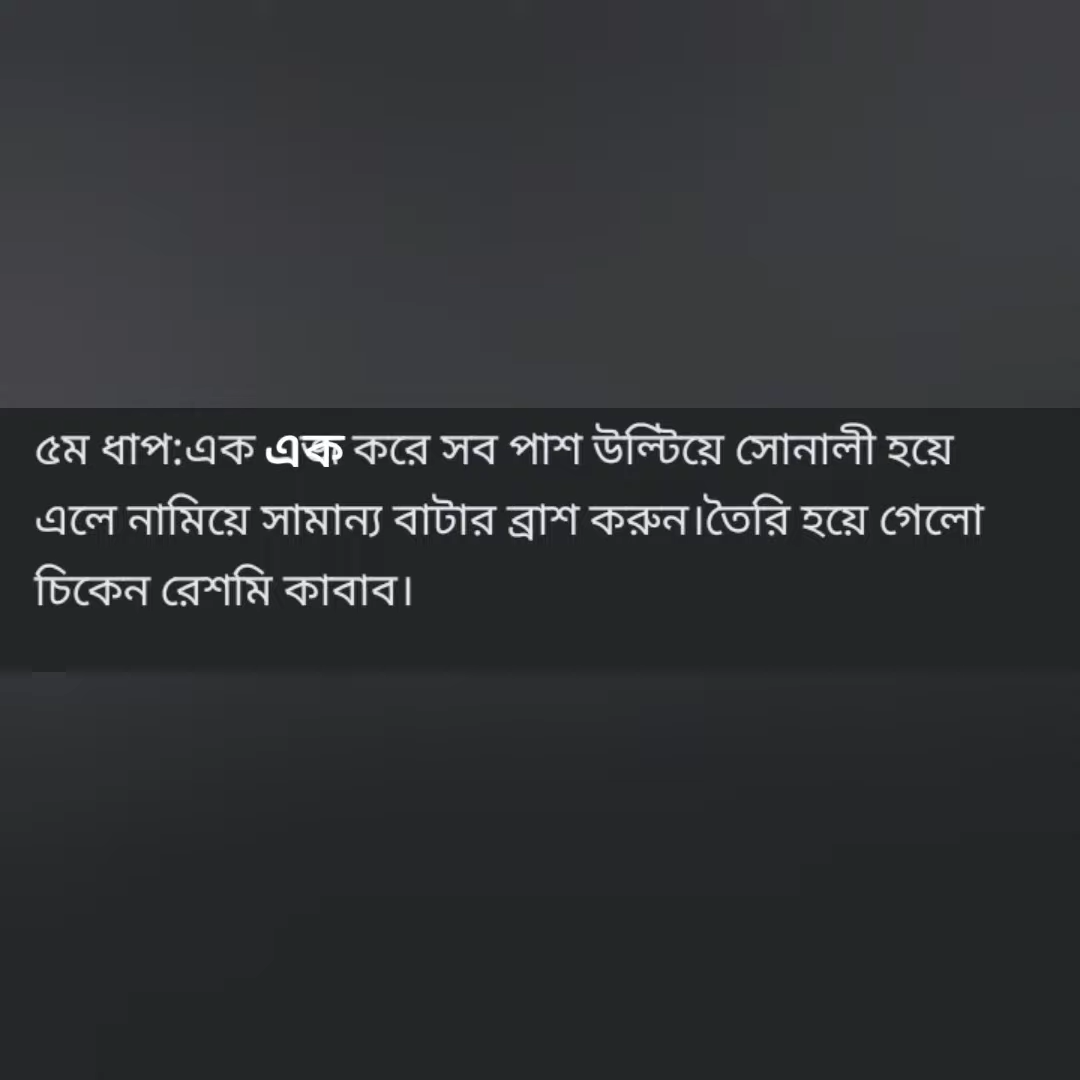 ৫ম ধাপ:এক এক করে সব পাশ উল্টিয়ে সোনালী হয়ে
এলে নামিয়ে সামান্য বাটার ব্রাশ করুন।তৈরি হয়ে গেলো
চিকেন রেশমি কাবাব।